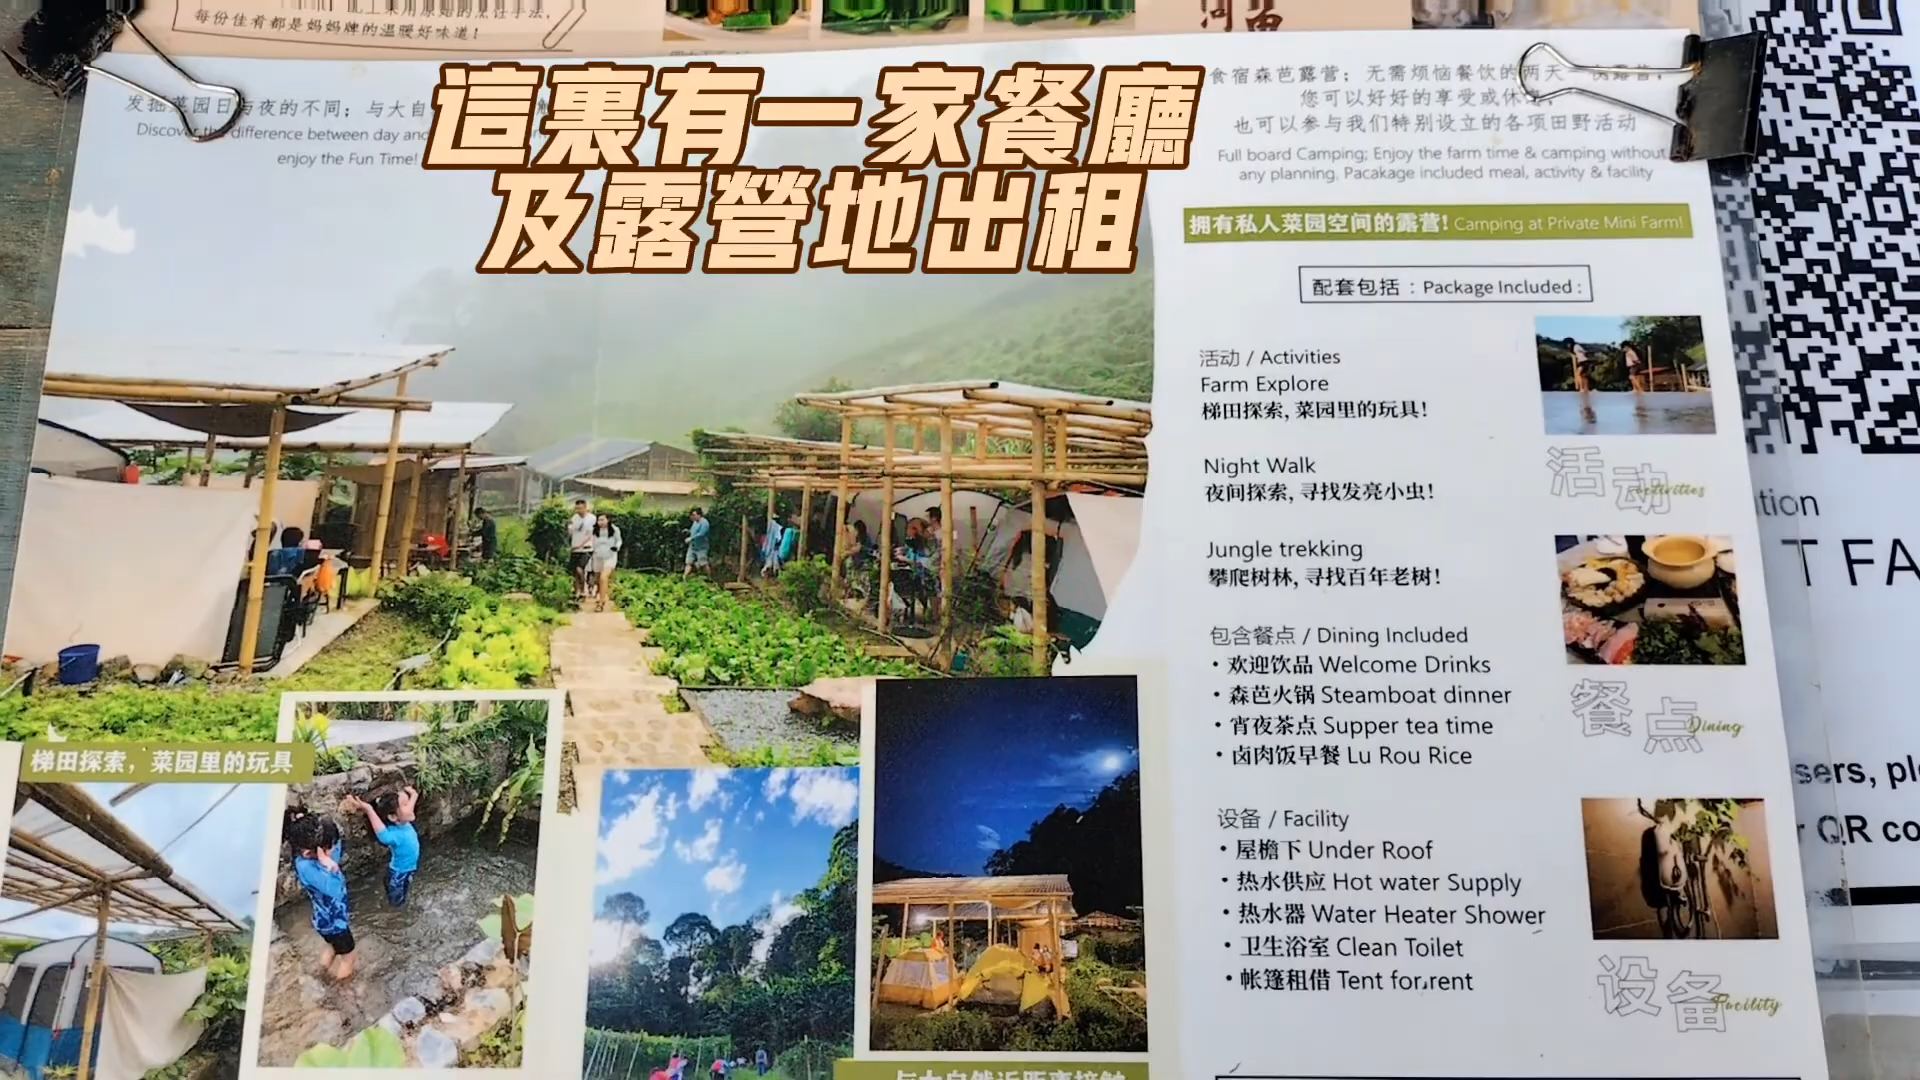 每份佳肴都是妈妈牌的温暖好味道！
這裏有一家餐廳
及露營地出租
发掘菜园日与夜的不同；与大自
Discover the difference between day and
enjoy the Fun Time!
食宿森芭露营；无需烦恼餐饮的两天一夜露营；
您可以好好的享受或休息，
也可以参与我们特别设立的各项田野活动
Full board Camping; Enjoy the farm time & camping without
any planning. Pacakage included meal, activity & facility
拥有私人菜园空间的露营! Camping at Private Mini Farm!
配套包括 : Package Included :
活动 / Activities
Farm Explore
梯田探索, 菜园里的玩具!
Night Walk
夜间探索, 寻找发亮小虫!
Jungle trekking
攀爬树林, 寻找百年老树!
活动 Activities
包含餐点 / Dining Included
• 欢迎饮品 Welcome Drinks
• 森芭火锅 Steamboat dinner
• 宵夜茶点 Supper tea time
• 卤肉饭早餐 Lu Rou Rice
餐点 Dining
设备 / Facility
• 屋檐下 Under Roof
• 热水供应 Hot water Supply
• 热水器 Water Heater Shower
• 卫生浴室 Clean Toilet
• 帐篷租借 Tent for rent
设备 Facility
梯田探索，菜园里的玩具
与大自然近距离接触
tion
T FA
sers, pl
QR co